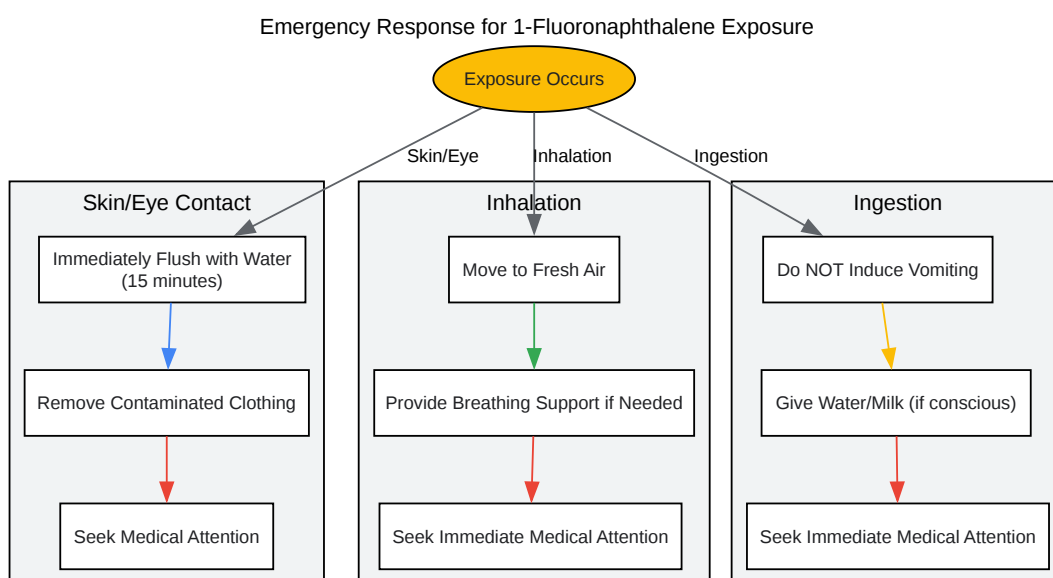 Emergency Response for 1-Fluoronaphthalene Exposure
Exposure Occurs
Skin/Eye
Inhalation
Ingestion
Skin/Eye Contact
Immediately Flush with Water
(15 minutes)
Remove Contaminated Clothing
Seek Medical Attention
Inhalation
Move to Fresh Air
Provide Breathing Support if Needed
Seek Immediate Medical Attention
Ingestion
Do NOT Induce Vomiting
Give Water/Milk (if conscious)
Seek Immediate Medical Attention